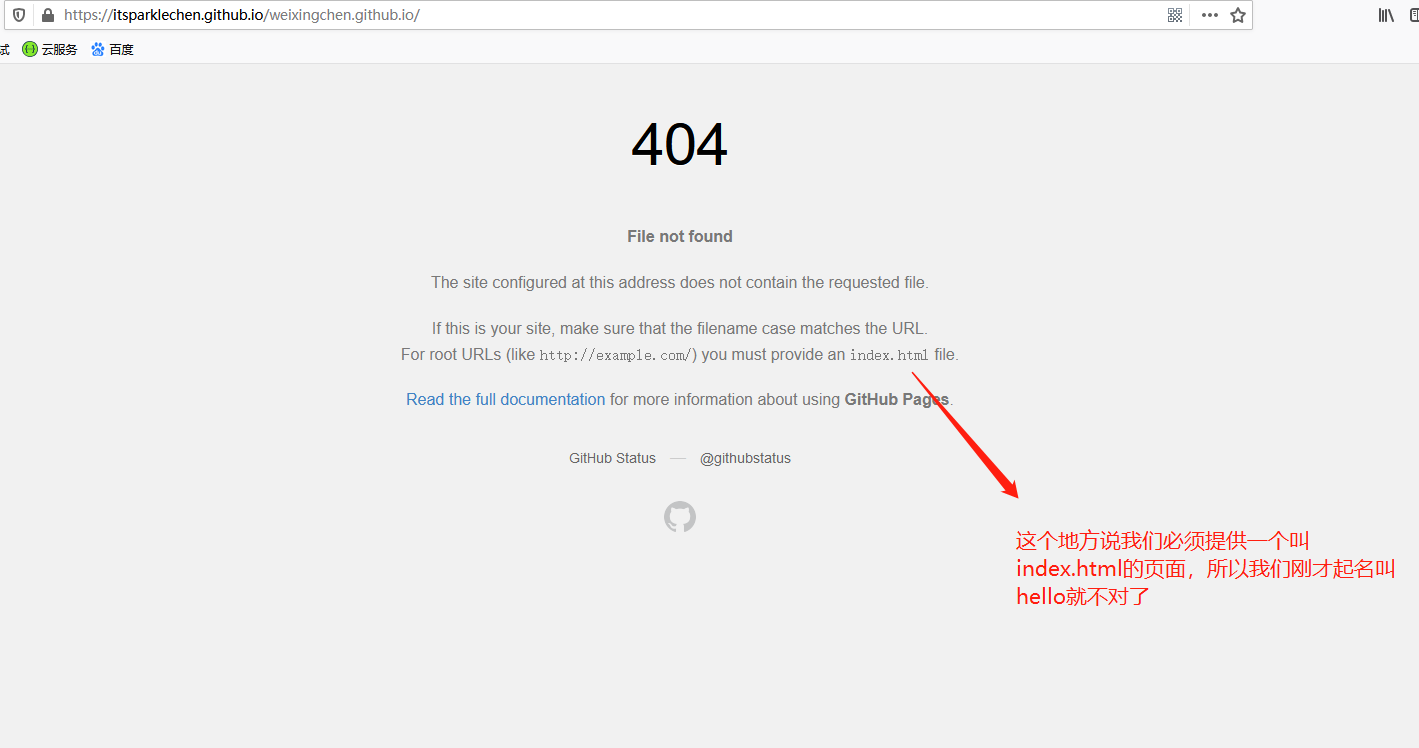 https://itsparklechen.github.io/weixingchen.github.io/
试 云服务 百度
404
File not found
The site configured at this address does not contain the requested file.
If this is your site, make sure that the filename case matches the URL.
For root URLs (like http://example.com/) you must provide an index.html file.
Read the full documentation for more information about using GitHub Pages.
GitHub Status — @githubstatus
这个地方说我们必须提供一个叫
index.html的页面，所以我们刚才起名叫
hello就不对了